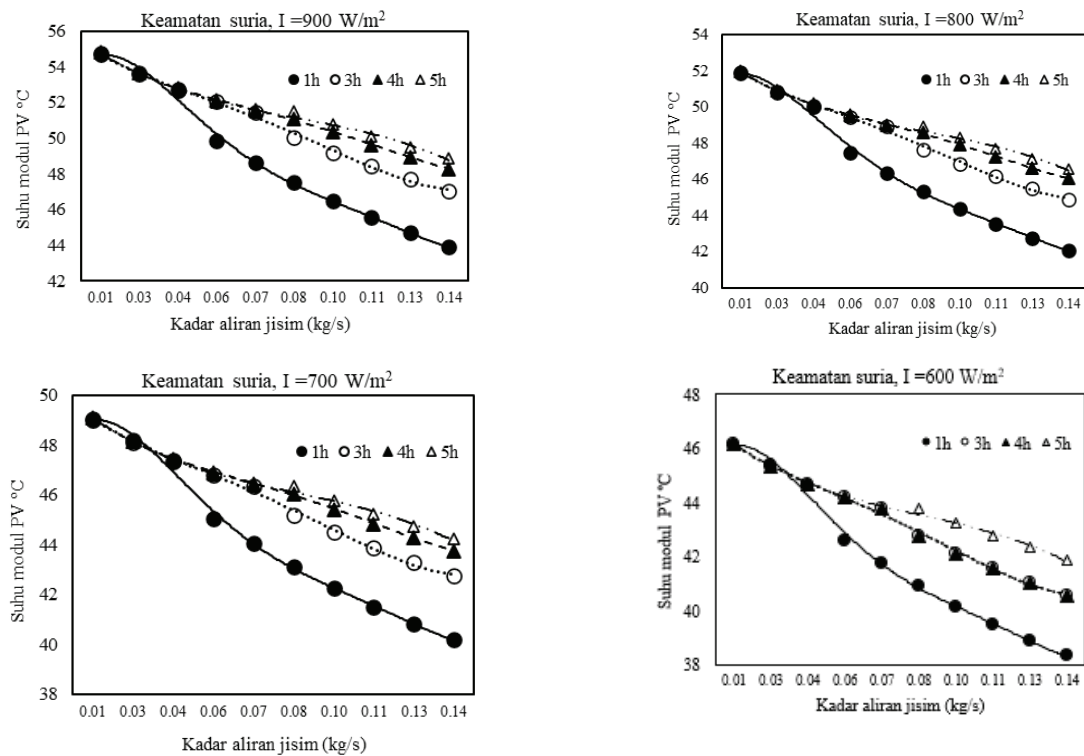 Keamatan suria, I =900 W/m²
Suhu modul PV °C
56
54
52
50
48
46
44
42
1h 3h 4h 5h
0.01 0.03 0.04 0.06 0.07 0.08 0.10 0.11 0.13 0.14
Kadar aliran jisim (kg/s)
Keamatan suria, I =800 W/m²
Suhu modul PV °C
54
52
50
48
46
44
42
40
1h 3h 4h 5h
0.01 0.03 0.04 0.06 0.07 0.08 0.10 0.11 0.13 0.14
Kadar aliran jisim (kg/s)
Keamatan suria, I =700 W/m²
Suhu modul PV °C
50
48
46
44
42
40
38
1h 3h 4h 5h
0.01 0.03 0.04 0.06 0.07 0.08 0.10 0.11 0.13 0.14
Kadar aliran jisim (kg/s)
Keamatan suria, I =600 W/m²
Suhu modul PV °C
48
46
44
42
40
38
1h 3h 4h 5h
0.01 0.03 0.04 0.06 0.07 0.08 0.10 0.11 0.13 0.14
Kadar aliran jisim (kg/s)